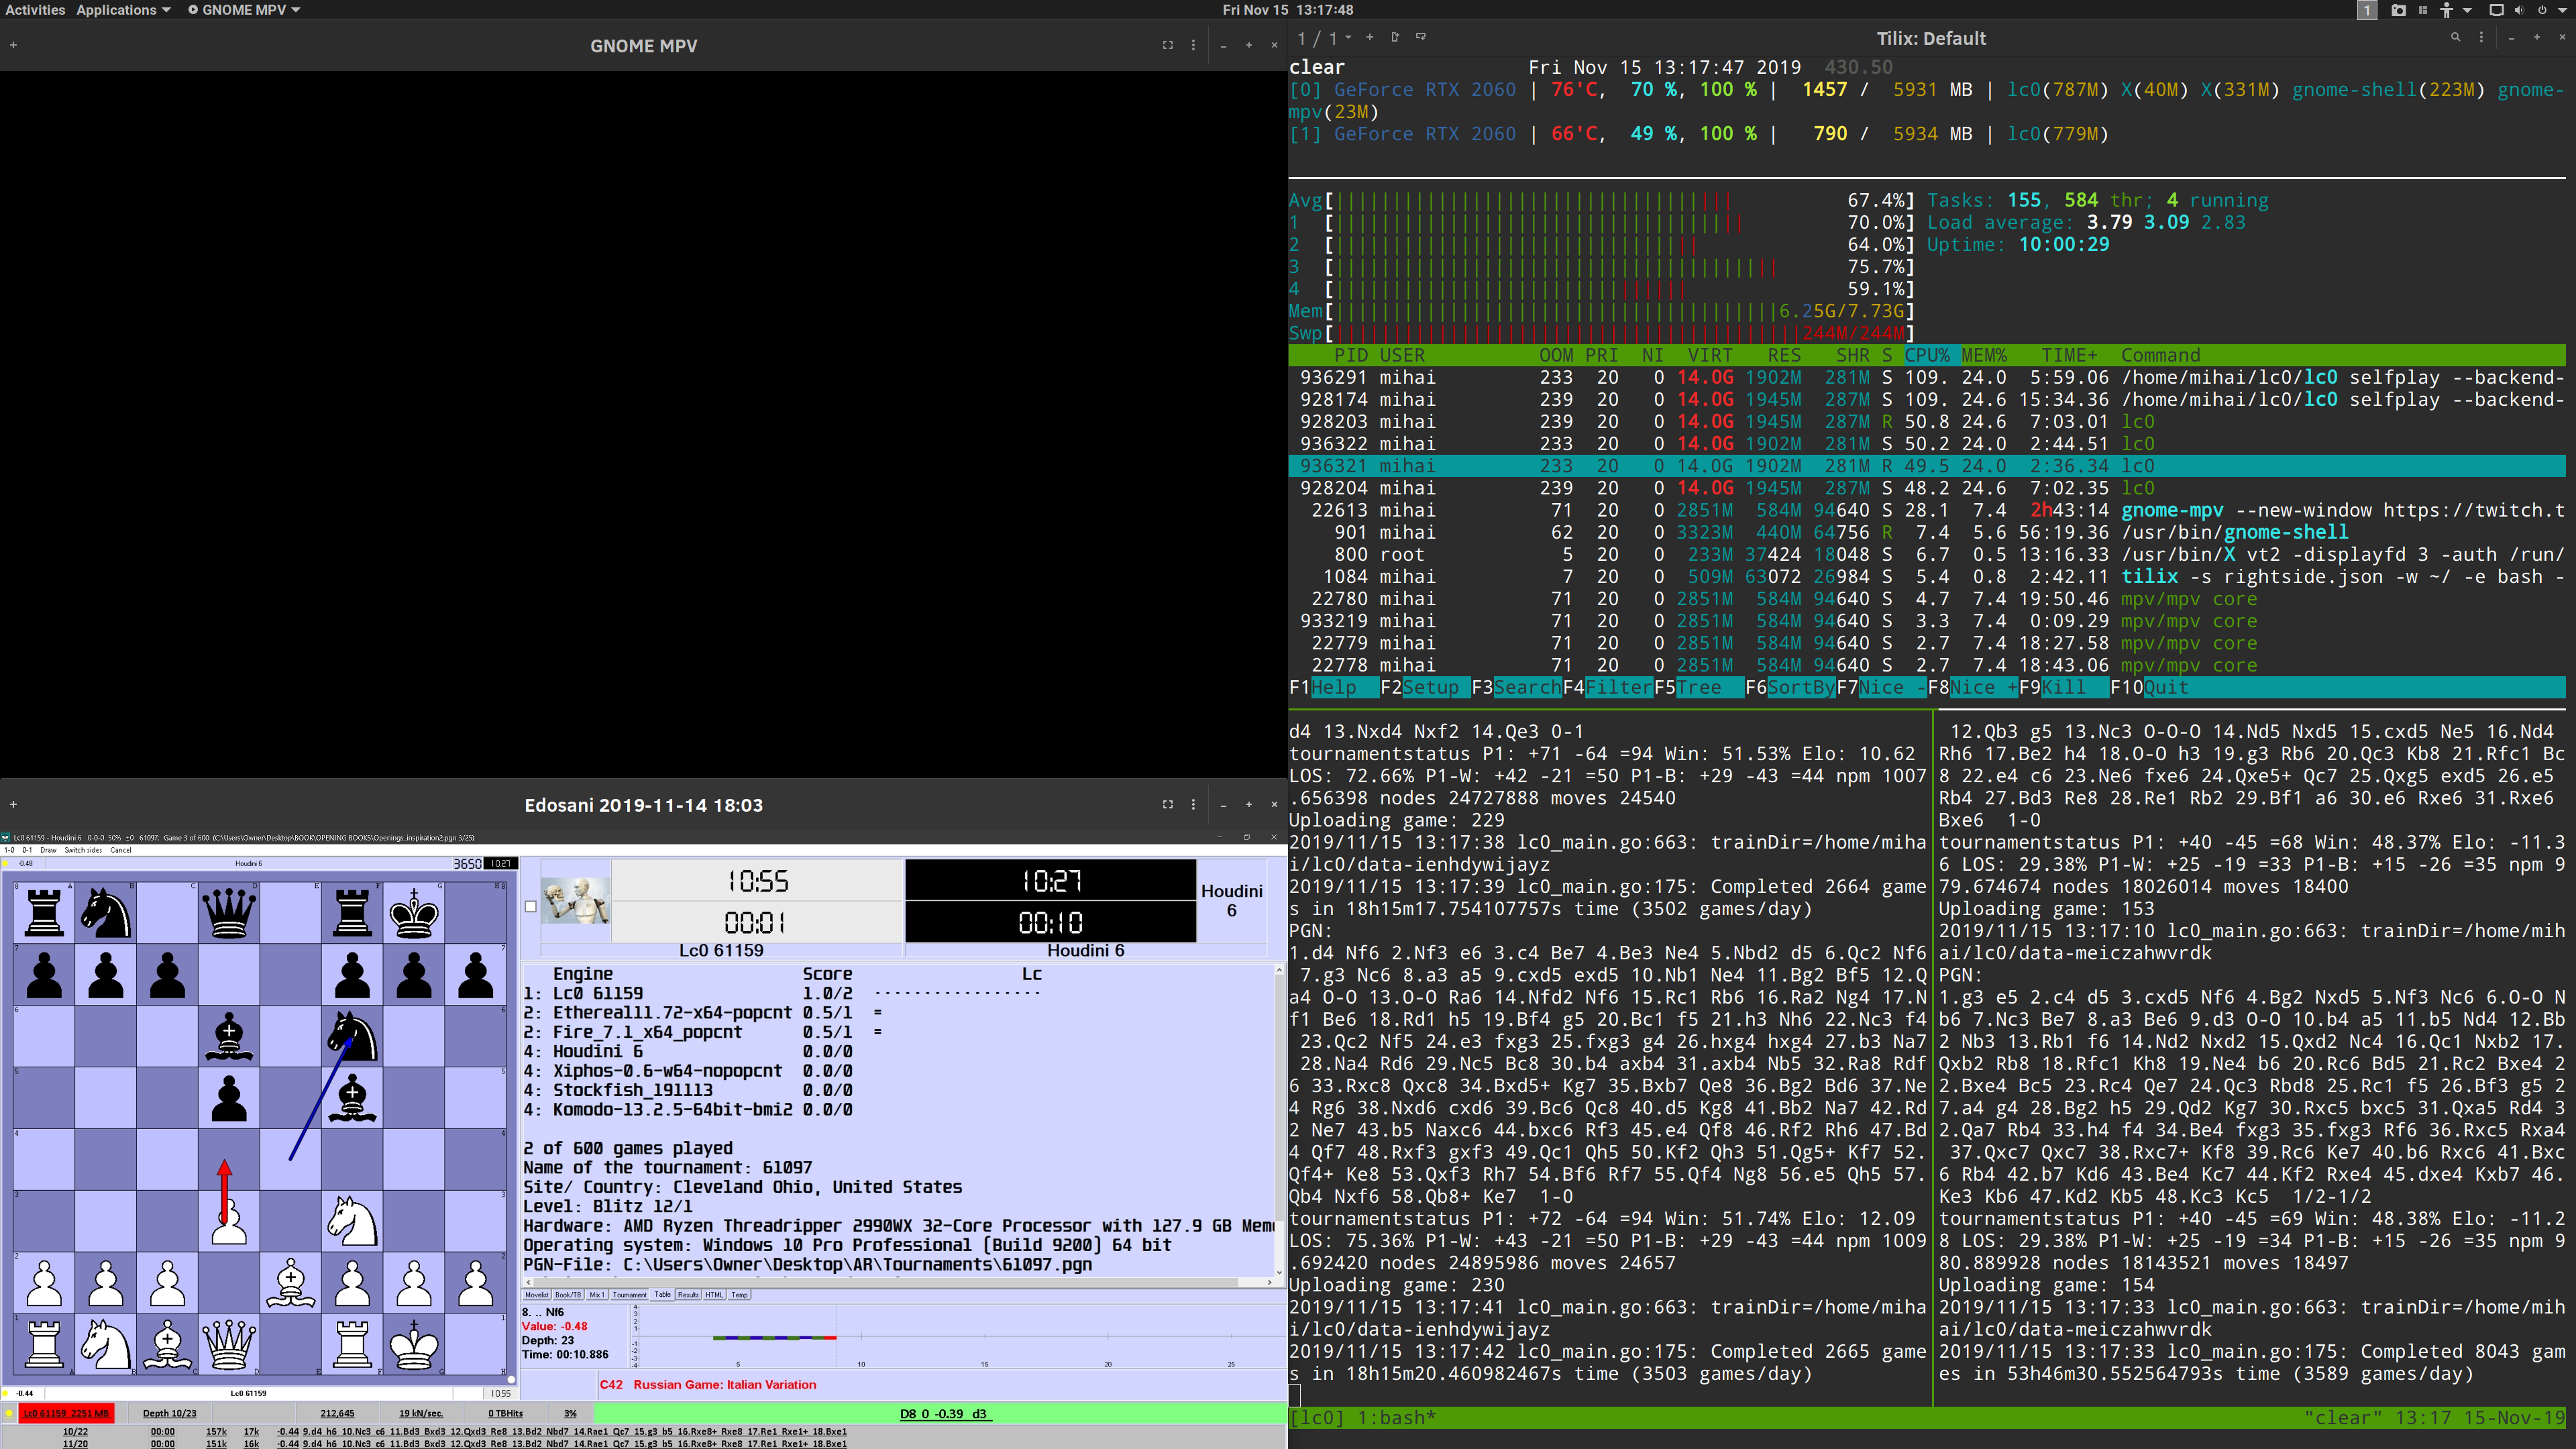 Activities Applications GNOME MPV Fri Nov 15 13:17:48 1
GNOME MPV
1 / 1 Tilix: Default
clear Fri Nov 15 13:17:47 2019 430.50
[0] GeForce RTX 2060 | 76'C, 70 %, 100 % | 1457 / 5931 MB | lc0(787M) X(40M) X(331M) gnome-shell(223M) gnome-
mpv(23M)
[1] GeForce RTX 2060 | 66'C, 49 %, 100 % | 790 / 5934 MB | lc0(779M)
Avg[ 67.4%] Tasks: 155, 584 thr; 4 running
1 [ 70.0%] Load average: 3.79 3.09 2.83
2 [ 64.0%] Uptime: 10:00:29
3 [ 75.7%]
4 [ 59.1%]
Mem[ 6.25G/7.73G]
Swp[ 244M/244M]
PID USER OOM PRI NI VIRT RES SHR S CPU% MEM% TIME+ Command
936291 mihai 233 20 0 14.0G 1902M 281M S 109. 24.0 5:59.06 /home/mihai/lc0/lc0 selfplay --backend-
928174 mihai 239 20 0 14.0G 1945M 287M S 109. 24.6 15:34.36 /home/mihai/lc0/lc0 selfplay --backend-
928203 mihai 239 20 0 14.0G 1945M 287M R 50.8 24.6 7:03.01 lc0
936322 mihai 233 20 0 14.0G 1902M 281M S 50.2 24.0 2:44.51 lc0
936321 mihai 233 20 0 14.0G 1902M 281M R 49.5 24.0 2:36.34 lc0
928204 mihai 239 20 0 14.0G 1945M 287M S 48.2 24.6 7:02.35 lc0
22613 mihai 71 20 0 2851M 584M 94640 S 28.1 7.4 2h43:14 gnome-mpv --new-window https://twitch.t
901 mihai 62 20 0 3323M 440M 64756 R 7.4 5.6 56:19.36 /usr/bin/gnome-shell
800 root 5 20 0 233M 37424 18048 S 6.7 0.5 13:16.33 /usr/bin/X vt2 -displayfd 3 -auth /run/
1084 mihai 7 20 0 509M 63072 26984 S 5.4 0.8 2:42.11 tilix -s rightside.json -w ~/ -e bash -
22780 mihai 71 20 0 2851M 584M 94640 S 4.7 7.4 19:50.46 mpv/mpv core
933219 mihai 71 20 0 2851M 584M 94640 S 3.3 7.4 0:09.29 mpv/mpv core
22779 mihai 71 20 0 2851M 584M 94640 S 2.7 7.4 18:27.58 mpv/mpv core
22778 mihai 71 20 0 2851M 584M 94640 S 2.7 7.4 18:43.06 mpv/mpv core
F1Help F2Setup F3SearchF4FilterF5Tree F6SortByF7Nice -F8Nice +F9Kill F10Quit
d4 13.Nxd4 Nxf2 14.Qe3 0-1
tournamentstatus P1: +71 -64 =94 Win: 51.53% Elo: 10.62
LOS: 72.66% P1-W: +42 -21 =50 P1-B: +29 -43 =44 npm 1007
.656398 nodes 24727888 moves 24540
Uploading game: 229
2019/11/15 13:17:38 lc0_main.go:663: trainDir=/home/miha
i/lc0/data-ienhdywijayz
2019/11/15 13:17:39 lc0_main.go:175: Completed 2664 game
s in 18h15m17.754107757s time (3502 games/day)
PGN:
1.d4 Nf6 2.Nf3 e6 3.c4 Be7 4.Be3 Ne4 5.Nbd2 d5 6.Qc2 Nf6
7.g3 Nc6 8.a3 a5 9.cxd5 exd5 10.Nb1 Ne4 11.Bg2 Bf5 12.Q
a4 O-O 13.O-O Ra6 14.Nfd2 Nf6 15.Rc1 Rb6 16.Ra2 Ng4 17.N
f1 Be6 18.Rd1 h5 19.Bf4 g5 20.Bc1 f5 21.h3 Nh6 22.Nc3 f4
23.Qc2 Nf5 24.e3 fxg3 25.fxg3 g4 26.hxg4 hxg4 27.b3 Na7
28.Na4 Rd6 29.Nc5 Bc8 30.b4 axb4 31.axb4 Nb5 32.Ra8 Rdf
6 33.Rxc8 Qxc8 34.Bxd5+ Kg7 35.Bxb7 Qe8 36.Bg2 Bd6 37.Ne
4 Rg6 38.Nxd6 cxd6 39.Bc6 Qc8 40.d5 Kg8 41.Bb2 Na7 42.Rd
2 Ne7 43.b5 Naxc6 44.bxc6 Rf3 45.e4 Qf8 46.Rf2 Rh6 47.Bd
4 Qf7 48.Rxf3 gxf3 49.Qc1 Qh5 50.Kf2 Qh3 51.Qg5+ Kf7 52.
Qf4+ Ke8 53.Qxf3 Rh7 54.Bf6 Rf7 55.Qf4 Ng8 56.e5 Qh5 57.
Qb4 Nxf6 58.Qb8+ Ke7 1-0
tournamentstatus P1: +72 -64 =94 Win: 51.74% Elo: 12.09
LOS: 75.36% P1-W: +43 -21 =50 P1-B: +29 -43 =44 npm 1009
.692420 nodes 24895986 moves 24657
Uploading game: 230
2019/11/15 13:17:41 lc0_main.go:663: trainDir=/home/miha
i/lc0/data-ienhdywijayz
2019/11/15 13:17:42 lc0_main.go:175: Completed 2665 game
s in 18h15m20.460982467s time (3503 games/day)
12.Qb3 g5 13.Nc3 O-O-O 14.Nd5 Nxd5 15.cxd5 Ne5 16.Nd4
Rh6 17.Be2 h4 18.O-O h3 19.g3 Rb6 20.Qc3 Kb8 21.Rfc1 Bc
8 22.e4 c6 23.Ne6 fxe6 24.Qxe5+ Qc7 25.Qxg5 exd5 26.e5
Rb4 27.Bd3 Re8 28.Re1 Rb2 29.Bf1 a6 30.e6 Rxe6 31.Rxe6
Bxe6 1-0
tournamentstatus P1: +40 -45 =68 Win: 48.37% Elo: -11.3
6 LOS: 29.38% P1-W: +25 -19 =33 P1-B: +15 -26 =35 npm 9
79.674674 nodes 18026014 moves 18400
Uploading game: 153
2019/11/15 13:17:10 lc0_main.go:663: trainDir=/home/mih
ai/lc0/data-meiczahwvrdk
PGN:
1.g3 e5 2.c4 d5 3.cxd5 Nf6 4.Bg2 Nxd5 5.Nf3 Nc6 6.O-O N
b6 7.Nc3 Be7 8.a3 Be6 9.d3 O-O 10.b4 a5 11.b5 Nd4 12.Bb
2 Nb3 13.Rb1 f6 14.Nd2 Nxd2 15.Qxd2 Nc4 16.Qc1 Nxb2 17.
Qxb2 Rb8 18.Rfc1 Kh8 19.Ne4 b6 20.Rc6 Bd5 21.Rc2 Bxe4 2
2.Bxe4 Bc5 23.Rc4 Qe7 24.Qc3 Rbd8 25.Rc1 f5 26.Bf3 g5 2
7.a4 g4 28.Bg2 h5 29.Qd2 Kg7 30.Rxc5 bxc5 31.Qxa5 Rd4 3
2.Qa7 Rb4 33.h4 f4 34.Be4 fxg3 35.fxg3 Rf6 36.Rxc5 Rxa4
37.Qxc7 Qxc7 38.Rxc7+ Kf8 39.Rc6 Ke7 40.b6 Rxc6 41.Bxc
6 Rb4 42.b7 Kd6 43.Be4 Kc7 44.Kf2 Rxe4 45.dxe4 Kxb7 46.
Ke3 Kb6 47.Kd2 Kb5 48.Kc3 Kc5 1/2-1/2
tournamentstatus P1: +40 -45 =69 Win: 48.38% Elo: -11.2
8 LOS: 29.38% P1-W: +25 -19 =34 P1-B: +15 -26 =35 npm 9
80.889928 nodes 18143521 moves 18497
Uploading game: 154
2019/11/15 13:17:33 lc0_main.go:663: trainDir=/home/mih
ai/lc0/data-meiczahwvrdk
2019/11/15 13:17:33 lc0_main.go:175: Completed 8043 gam
es in 53h46m30.552564793s time (3589 games/day)
[lc0] 1:bash* "clear" 13:17 15-Nov-19
Edosani 2019-11-14 18:03
Lc0 61159 - Houdini 6 0-0-0 50% ±0 61097: Game 3 of 600 (C:\Users\Owner\Desktop\BOOK\OPENING BOOKS\Openings_inspiration2.pgn 3/25)
1-0 0-1 Draw Switch sides Cancel
-0.48 Houdini 6 3650 10:27
10:55 10:27 Houdini
00:01 00:10 6
Lc0 61159 Houdini 6
Engine Score Lc
1: Lc0 61159 1.0/2 ··················
2: Ethereal11.72-x64-popcnt 0.5/1 =
2: Fire_7.1_x64_popcnt 0.5/1 =
4: Houdini 6 0.0/0
4: Xiphos-0.6-w64-nopopcnt 0.0/0
4: Stockfish_191113 0.0/0
4: Komodo-13.2.5-64bit-bmi2 0.0/0
2 of 600 games played
Name of the tournament: 61097
Site/ Country: Cleveland Ohio, United States
Level: Blitz 12/1
Hardware: AMD Ryzen Threadripper 2990WX 32-Core Processor with 127.9 GB Mem
Operating system: Windows 10 Pro Professional (Build 9200) 64 bit
PGN-File: C:\Users\Owner\Desktop\AR\Tournaments\61097.pgn
Movelist Book/TB Mix 1 Tournament Table Results HTML Temp
8. .. Nf6
Value: -0.48
Depth: 23
Time: 00:10.886
5 10 15 20 25
C42 Russian Game: Italian Variation
-0.44 Lc0 61159 10:55
Lc0 61159 2251 MB Depth 10/23 212,645 19 kN/sec. 0 TBHits 3% D8 0 -0.39 d3
10/22 00:00 157k 17k -0.44 9.d4 h6 10.Nc3 c6 11.Bd3 Bxd3 12.Qxd3 Re8 13.Bd2 Nbd7 14.Rae1 Qc7 15.g3 b5 16.Rxe8+ Rxe8 17.Re1 Rxe1+ 18.Bxe1
11/20 00:00 151k 16k -0.44 9.d4 h6 10.Nc3 c6 11.Bd3 Bxd3 12.Qxd3 Re8 13.Bd2 Nbd7 14.Rae1 Qc7 15.g3 b5 16.Rxe8+ Rxe8 17.Re1 Rxe1+ 18.Bxe1